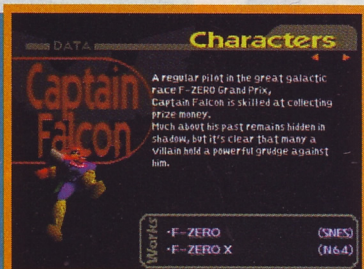 DATA
Characters
Captain
Falcon
A regular pilot in the great galactic
race F-ZERO Grand Prix,
Captain Falcon is skilled at collecting
prize money.
Much about his past remains hidden in
shadow, but it's clear that many a
villain hold a powerful grudge against
him.
Works
·F-ZERO (SNES)
·F-ZERO X (N64)